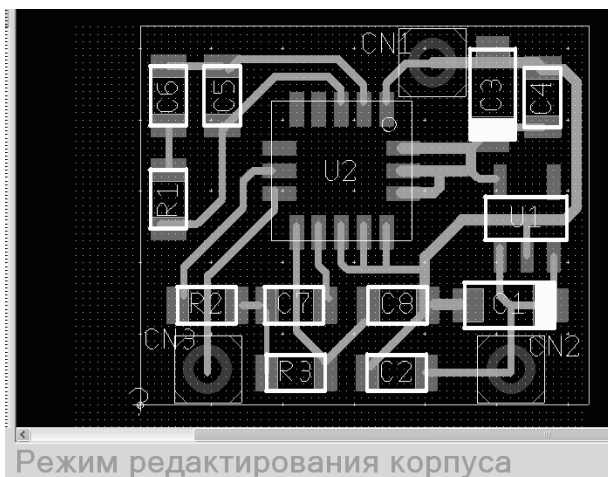 CN1
C6
C5
C3
C4
U2
R1
U1
R2
C7
C8
C1
CN3
CN2
R3
C2
Режим редактирования корпуса